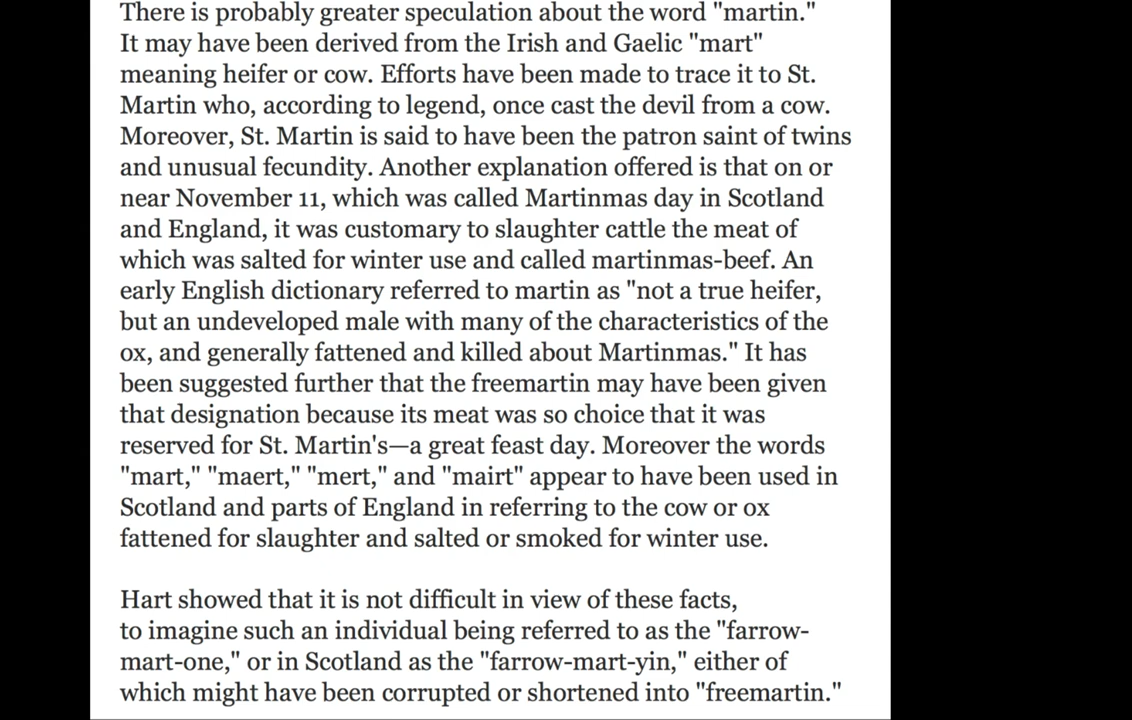 There is probably greater speculation about the word "martin."
It may have been derived from the Irish and Gaelic "mart"
meaning heifer or cow. Efforts have been made to trace it to St.
Martin who, according to legend, once cast the devil from a cow.
Moreover, St. Martin is said to have been the patron saint of twins
and unusual fecundity. Another explanation offered is that on or
near November 11, which was called Martinmas day in Scotland
and England, it was customary to slaughter cattle the meat of
which was salted for winter use and called martinmas-beef. An
early English dictionary referred to martin as "not a true heifer,
but an undeveloped male with many of the characteristics of the
ox, and generally fattened and killed about Martinmas." It has
been suggested further that the freemartin may have been given
that designation because its meat was so choice that it was
reserved for St. Martin's—a great feast day. Moreover the words
"mart," "maert," "mert," and "mairt" appear to have been used in
Scotland and parts of England in referring to the cow or ox
fattened for slaughter and salted or smoked for winter use.
Hart showed that it is not difficult in view of these facts,
to imagine such an individual being referred to as the "farrow-
mart-one," or in Scotland as the "farrow-mart-yin," either of
which might have been corrupted or shortened into "freemartin."